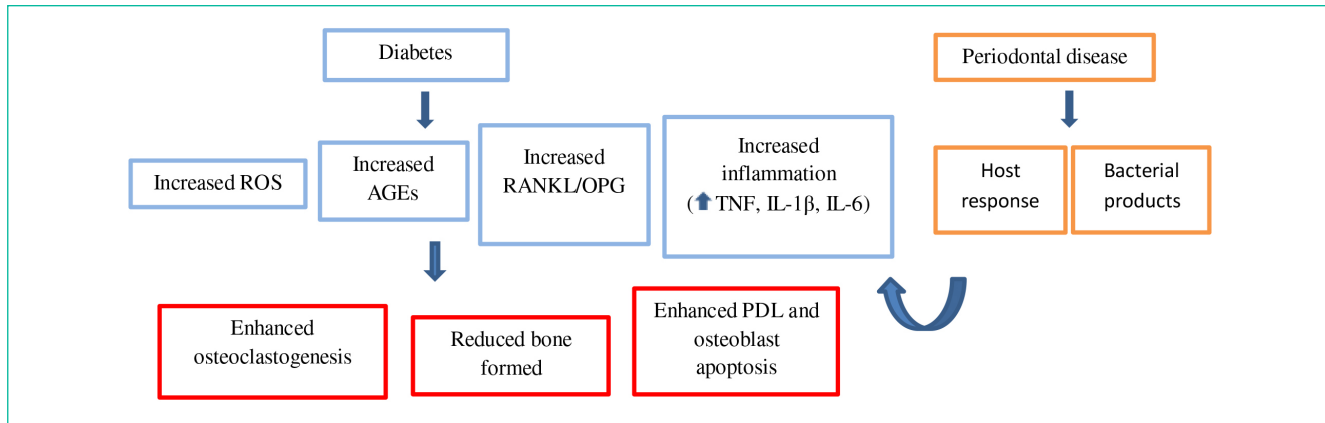 Diabetes
Periodontal disease
Increased ROS
Increased
AGEs
Increased
RANKL/OPG
Increased
inflammation
(⬆ TNF, IL-1β, IL-6)
Host
response
Bacterial
products
Enhanced
osteoclastogenesis
Reduced bone
formed
Enhanced PDL and
osteoblast
apoptosis